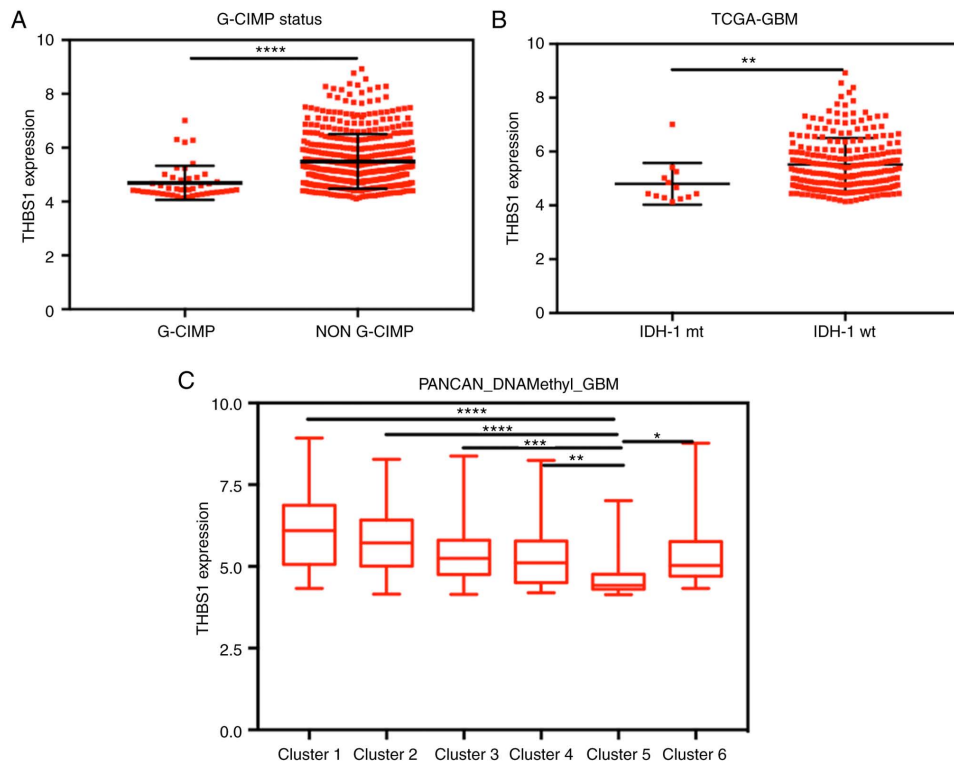 A
G-CIMP status
THBS1 expression
10
8
6
4
2
0
****
G-CIMP
NON G-CIMP
B
TCGA-GBM
THBS1 expression
10
8
6
4
2
0
**
IDH-1 mt
IDH-1 wt
C
PANCAN_DNAMethyl_GBM
THBS1 expression
10.0
7.5
5.0
2.5
0.0
****
****
***
**
*
Cluster 1 Cluster 2 Cluster 3 Cluster 4 Cluster 5 Cluster 6